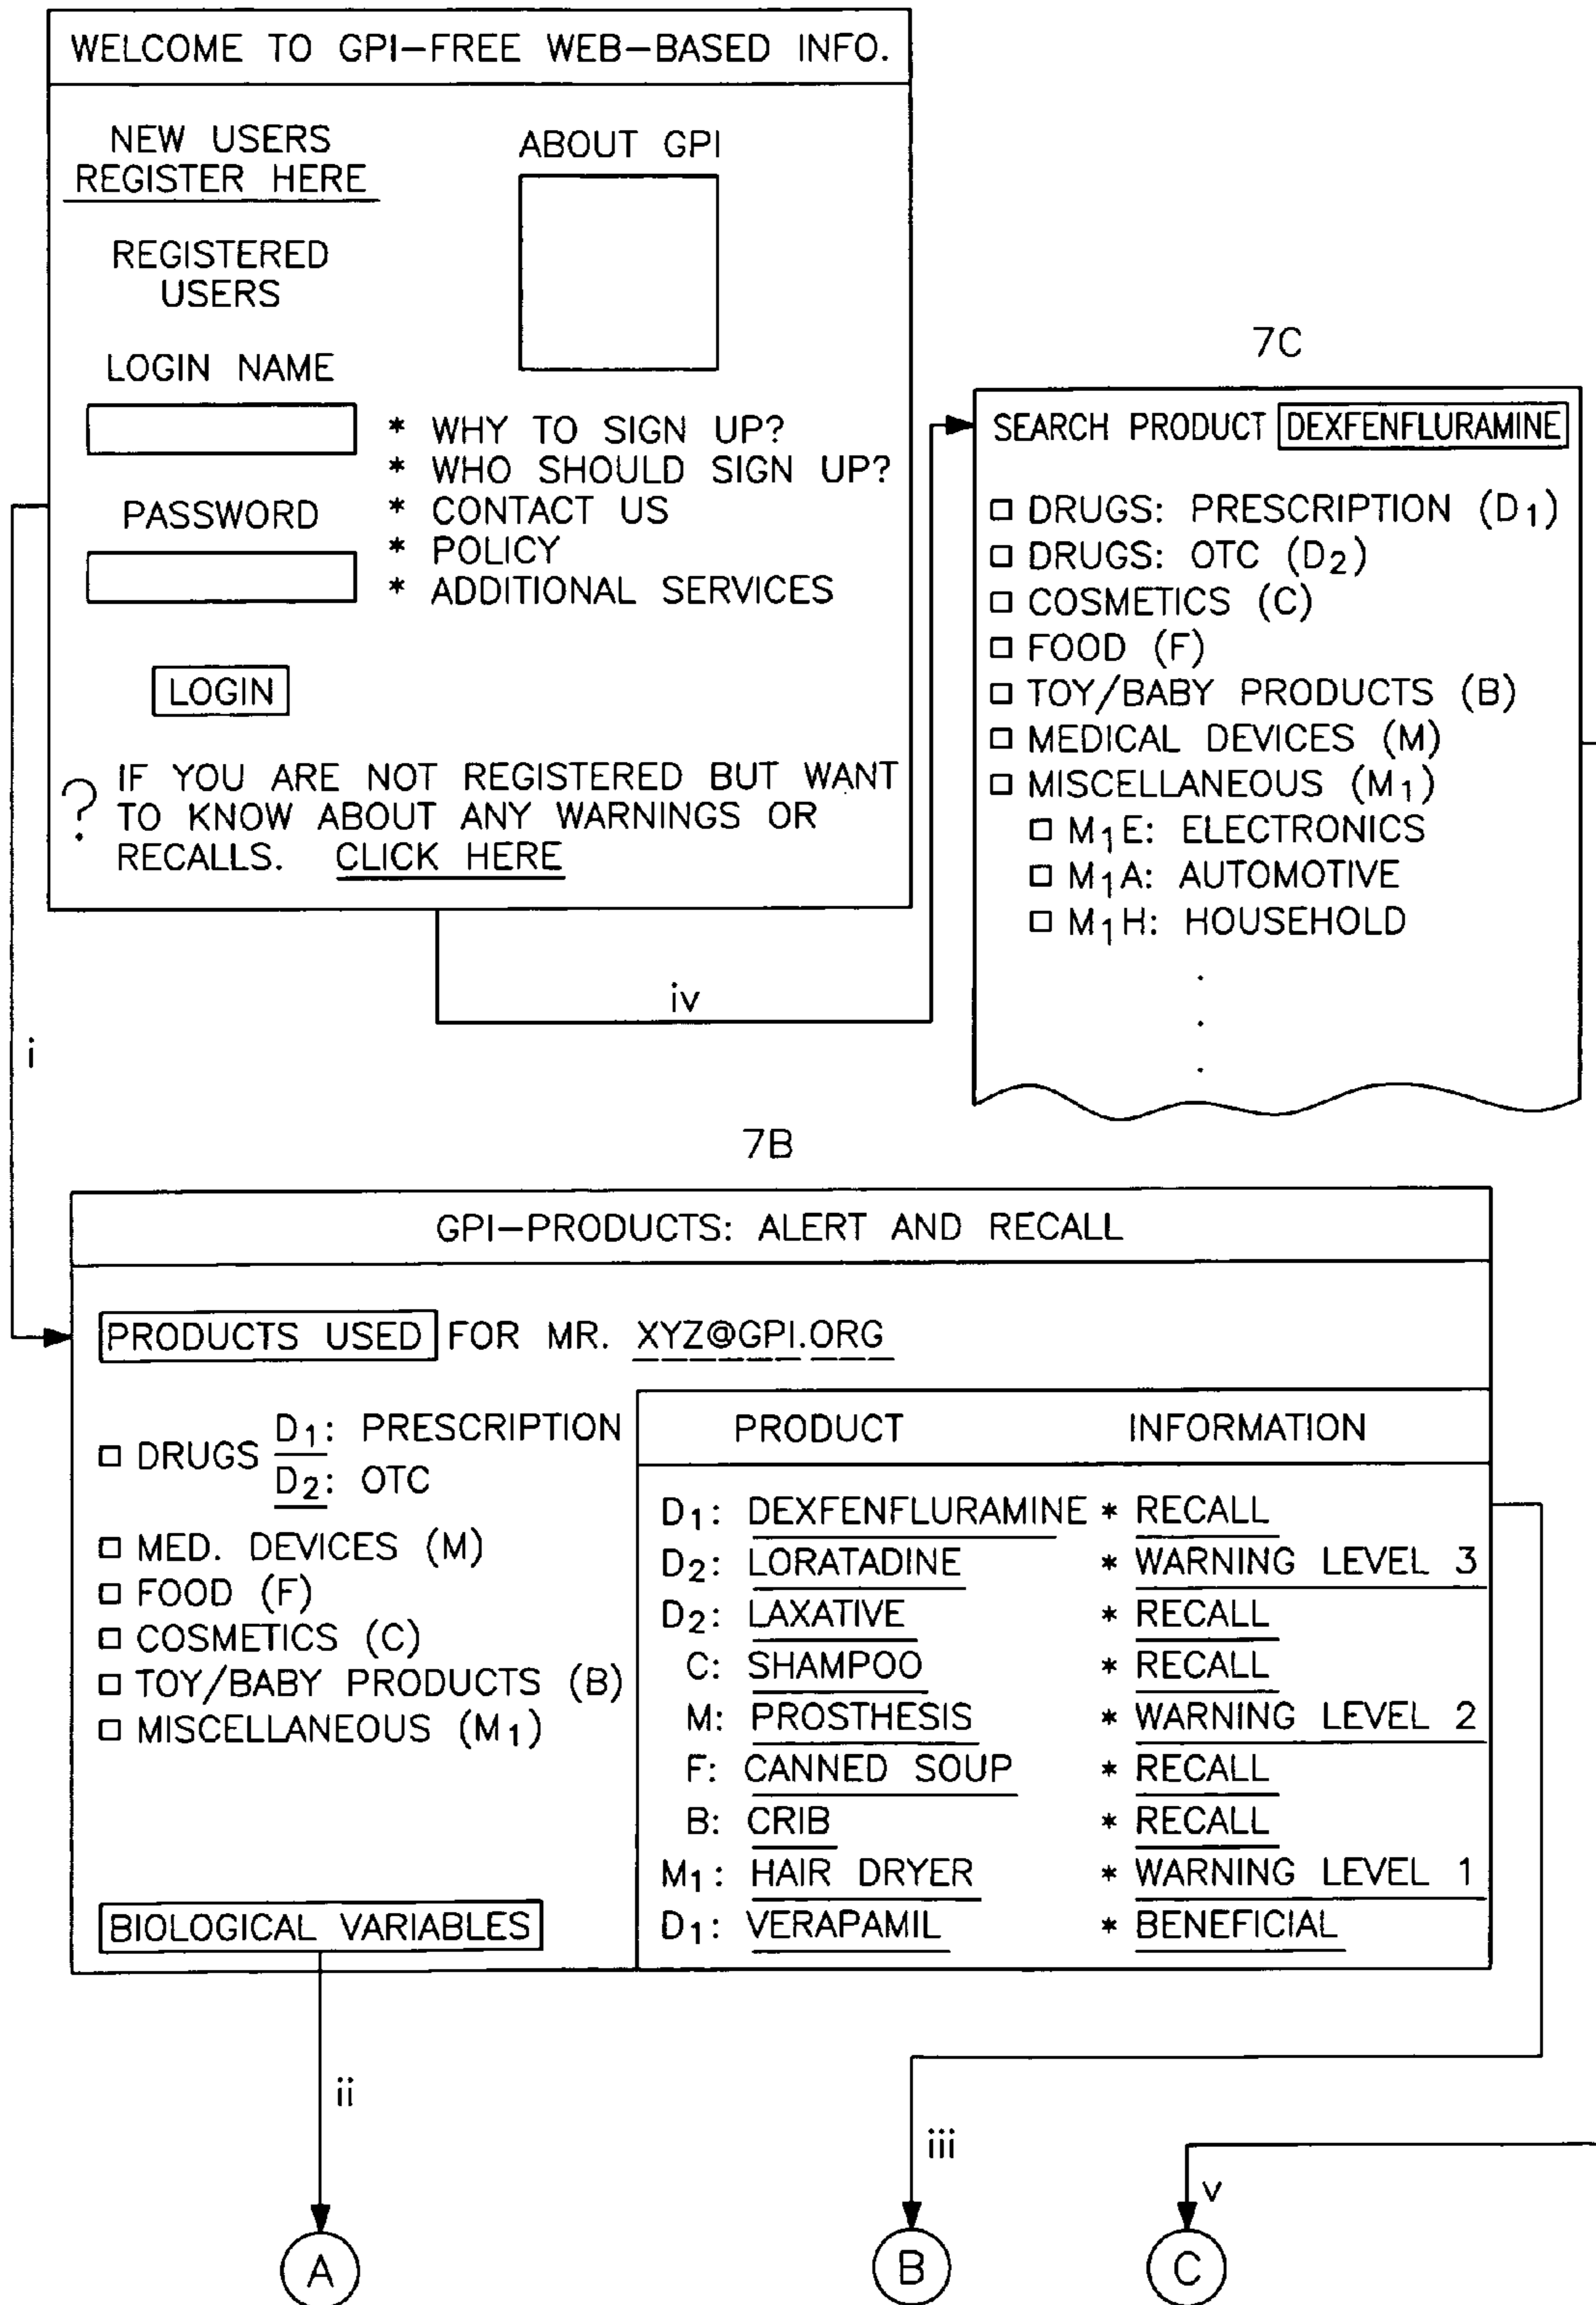 WELCOME TO GPI-FREE WEB-BASED INFO.
NEW USERS
REGISTER HERE
ABOUT GPI
REGISTERED
USERS
LOGIN NAME
PASSWORD
* WHY TO SIGN UP?
* WHO SHOULD SIGN UP?
* CONTACT US
* POLICY
* ADDITIONAL SERVICES
LOGIN
? IF YOU ARE NOT REGISTERED BUT WANT
TO KNOW ABOUT ANY WARNINGS OR
RECALLS. CLICK HERE
iv
i
7C
SEARCH PRODUCT DEXFENFLURAMINE
DRUGS: PRESCRIPTION (D1)
DRUGS: OTC (D2)
COSMETICS (C)
FOOD (F)
TOY/BABY PRODUCTS (B)
MEDICAL DEVICES (M)
MISCELLANEOUS (M1)
M1E: ELECTRONICS
M1A: AUTOMOTIVE
M1H: HOUSEHOLD
.
.
.
7B
GPI-PRODUCTS: ALERT AND RECALL
PRODUCTS USED FOR MR. XYZ@GPI.ORG
DRUGS D1: PRESCRIPTION
D2: OTC
MED. DEVICES (M)
FOOD (F)
COSMETICS (C)
TOY/BABY PRODUCTS (B)
MISCELLANEOUS (M1)
BIOLOGICAL VARIABLES
PRODUCT INFORMATION
D1: DEXFENFLURAMINE * RECALL
D2: LORATADINE * WARNING LEVEL 3
D2: LAXATIVE * RECALL
C: SHAMPOO * RECALL
M: PROSTHESIS * WARNING LEVEL 2
F: CANNED SOUP * RECALL
B: CRIB * RECALL
M1: HAIR DRYER * WARNING LEVEL 1
D1: VERAPAMIL * BENEFICIAL
ii
iii
v
A
B
C